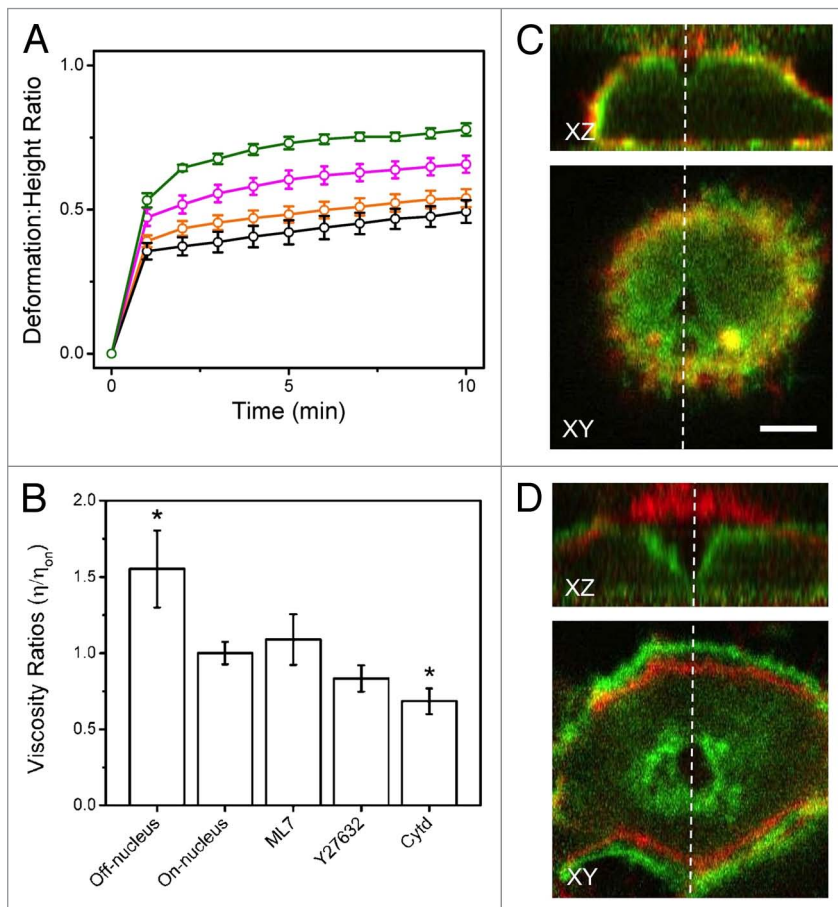 A
1.0
0.5
0.0
Deformation:Height Ratio
0
5
10
Time (min)
B
2.0
1.5
1.0
0.5
0.0
Viscosity Ratios (η/ηon)
*
*
Off-nucleus
On-nucleus
ML7
Y27632
Cytd
C
XZ
XY
D
XZ
XY